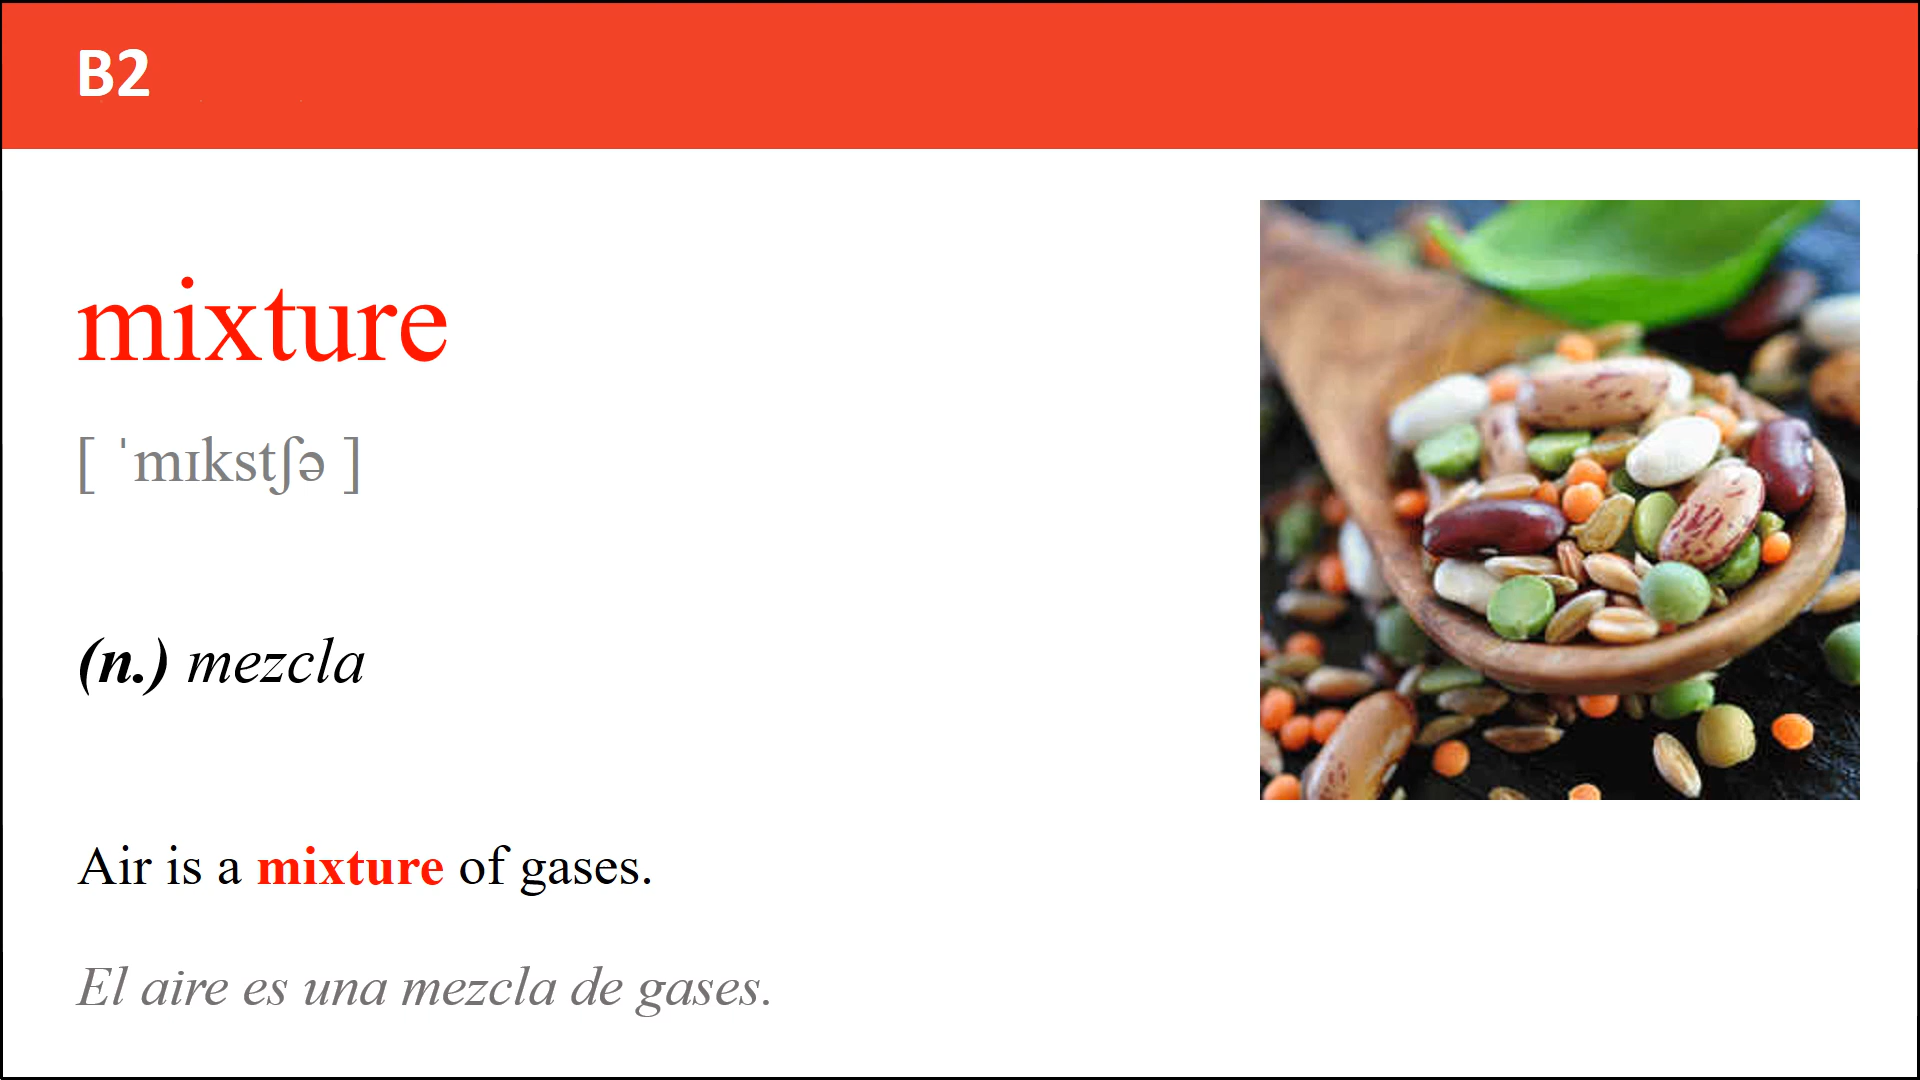 B2
mixture
[ ˈmɪkstʃə ]
(n.) mezcla
Air is a mixture of gases.
El aire es una mezcla de gases.